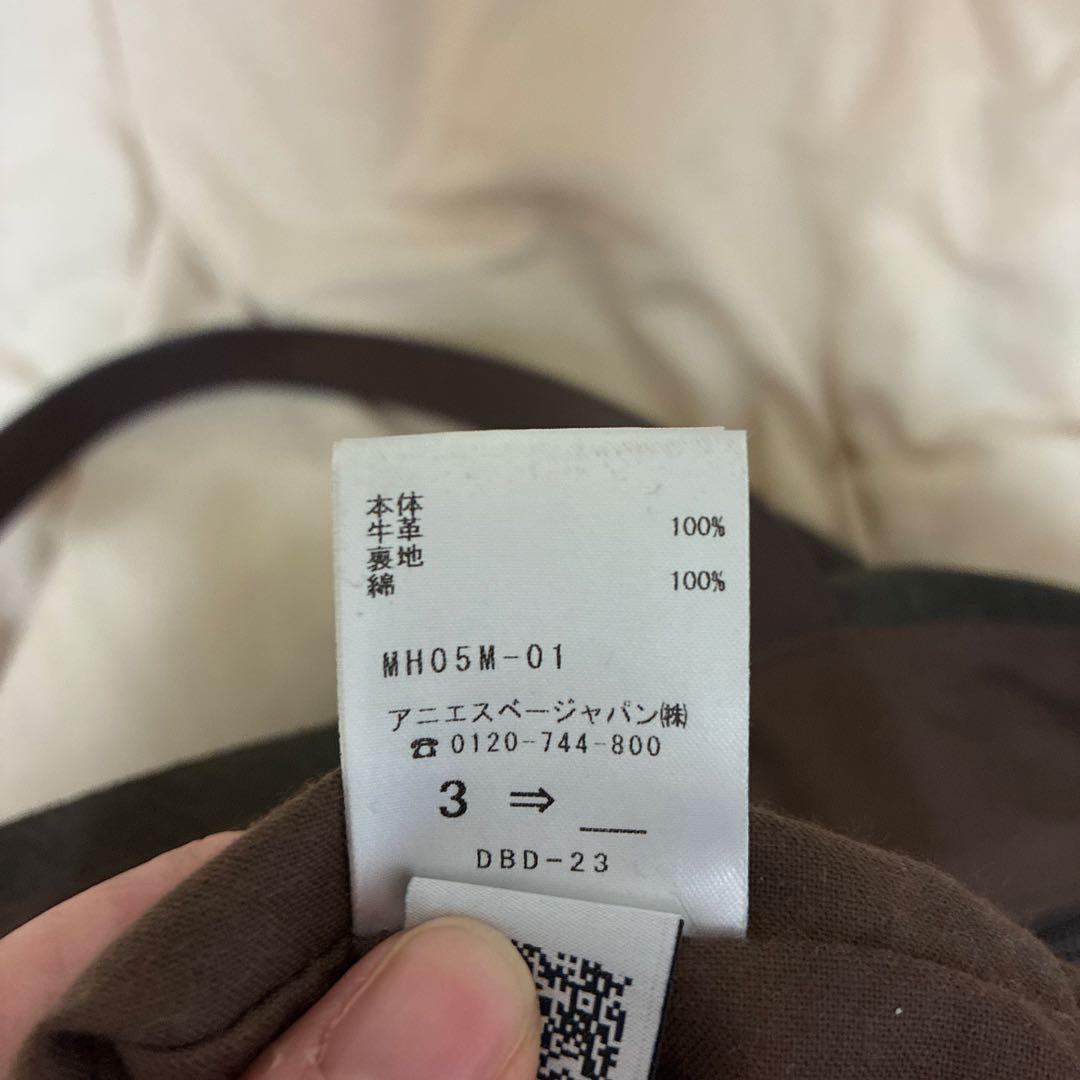 本体
牛革 100%
裏地
綿 100%
MH05M-01
アニエスベージャパン㈱
☎ 0120-744-800
3 ⇒ __
DBD-23